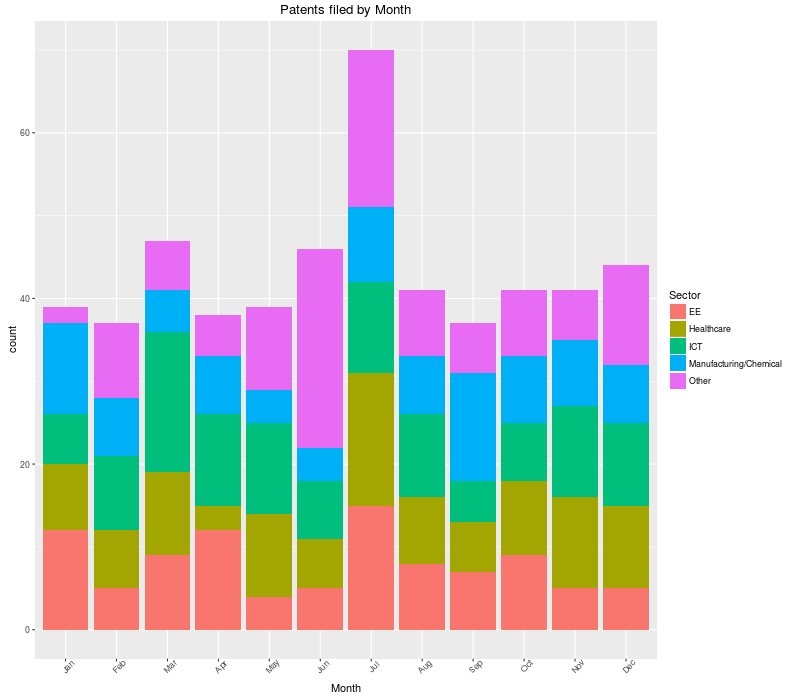 Patents filed by Month
count
60
40
20
0
Jan Feb Mar Apr May Jun Jul Aug Sep Oct Nov Dec
Month
Sector
EE
Healthcare
ICT
Manufacturing/Chemical
Other